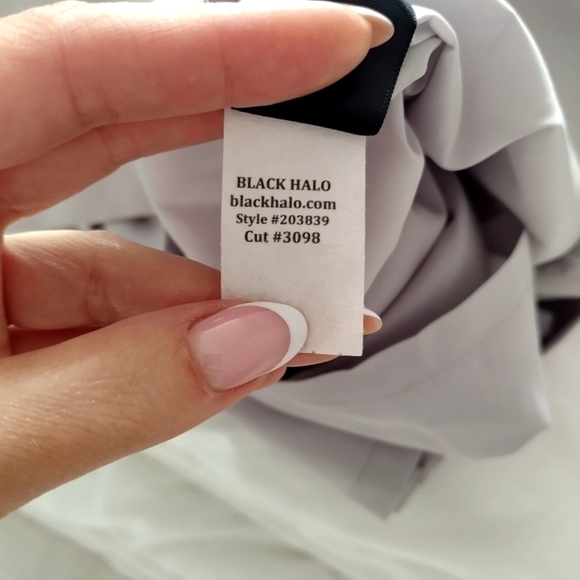 BLACK HALO
blackhalo.com
Style #203839
Cut #3098